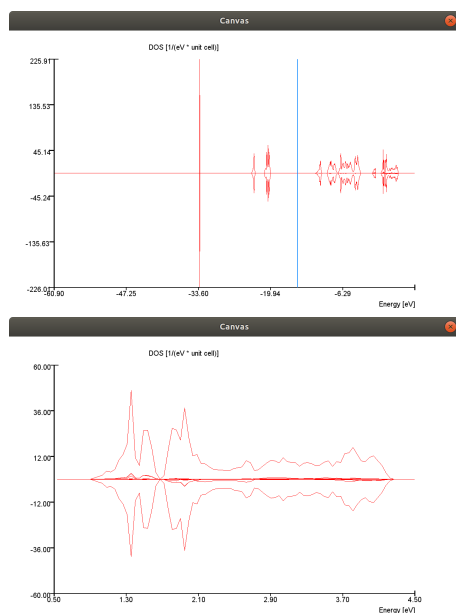 Canvas
DOS [1/(eV * unit cell)]
225.91
135.53
45.14
-45.24
-135.63
-226.01
-60.90 -47.25 -33.60 -19.94 -6.29
Energy [eV]
Canvas
DOS [1/(eV * unit cell)]
60.00
36.00
12.00
-12.00
-36.00
-60.00
0.50 1.30 2.10 2.90 3.70 4.50
Energy [eV]